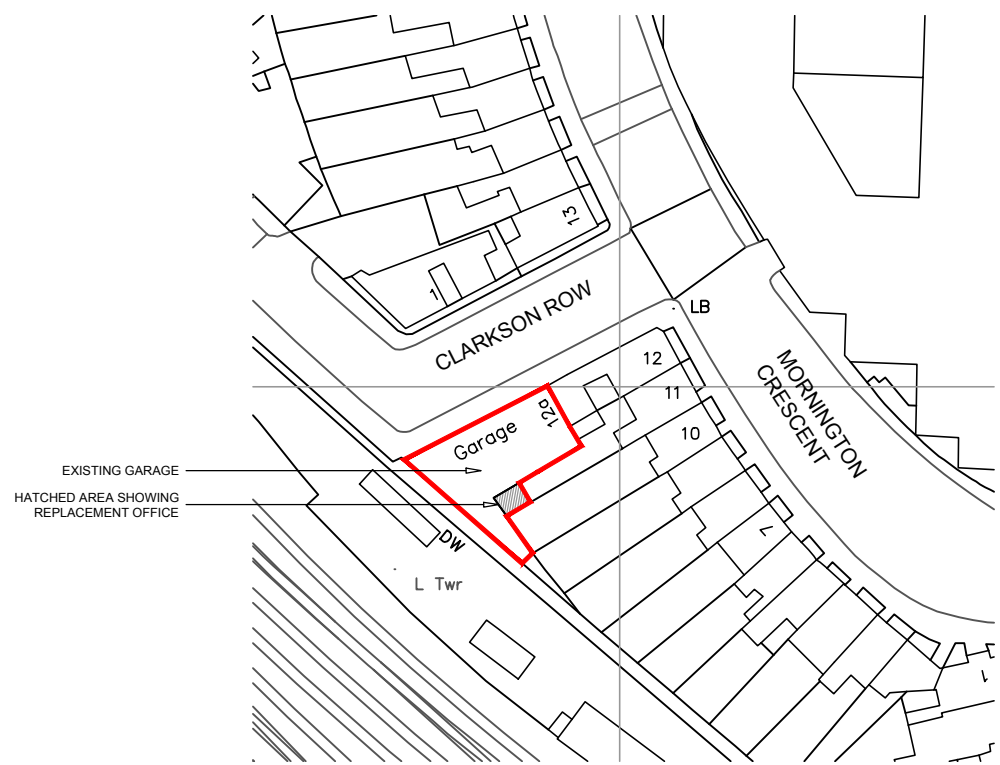 13
1
CLARKSON ROW
LB
12
MORNINGTON
CRESCENT
11
12a
Garage
10
EXISTING GARAGE
HATCHED AREA SHOWING
REPLACEMENT OFFICE
7
DW
L Twr
1